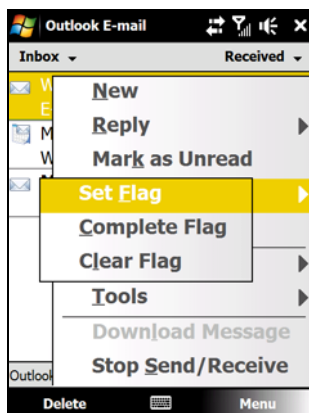 Outlook E-mail
Inbox Received
W
New
E
M
Reply
W
Mark as Unread
Set Flag
Complete Flag
Clear Flag
Tools
Download Message
Outlook
Stop Send/Receive
Delete Menu